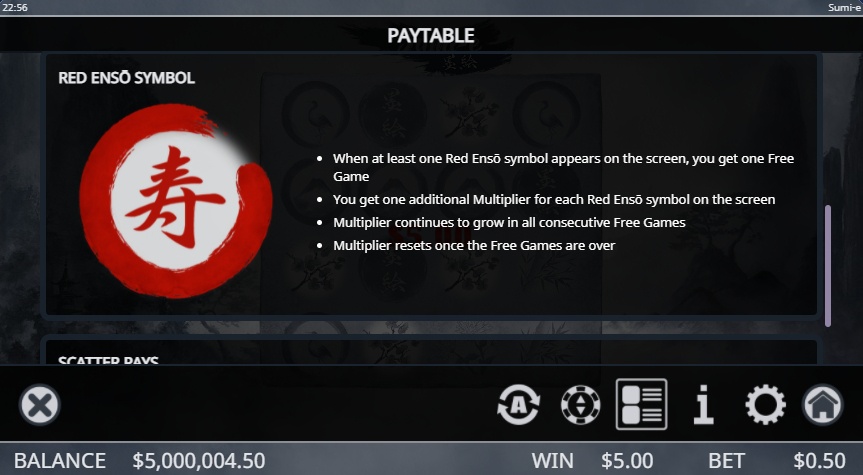 22:56
Sumi-e
PAYTABLE
RED ENSŌ SYMBOL
寿
• When at least one Red Ensō symbol appears on the screen, you get one Free
Game
• You get one additional Multiplier for each Red Ensō symbol on the screen
• Multiplier continues to grow in all consecutive Free Games
• Multiplier resets once the Free Games are over
SCATTER PAYS
A
BALANCE $5,000,004.50 WIN $5.00 BET $0.50